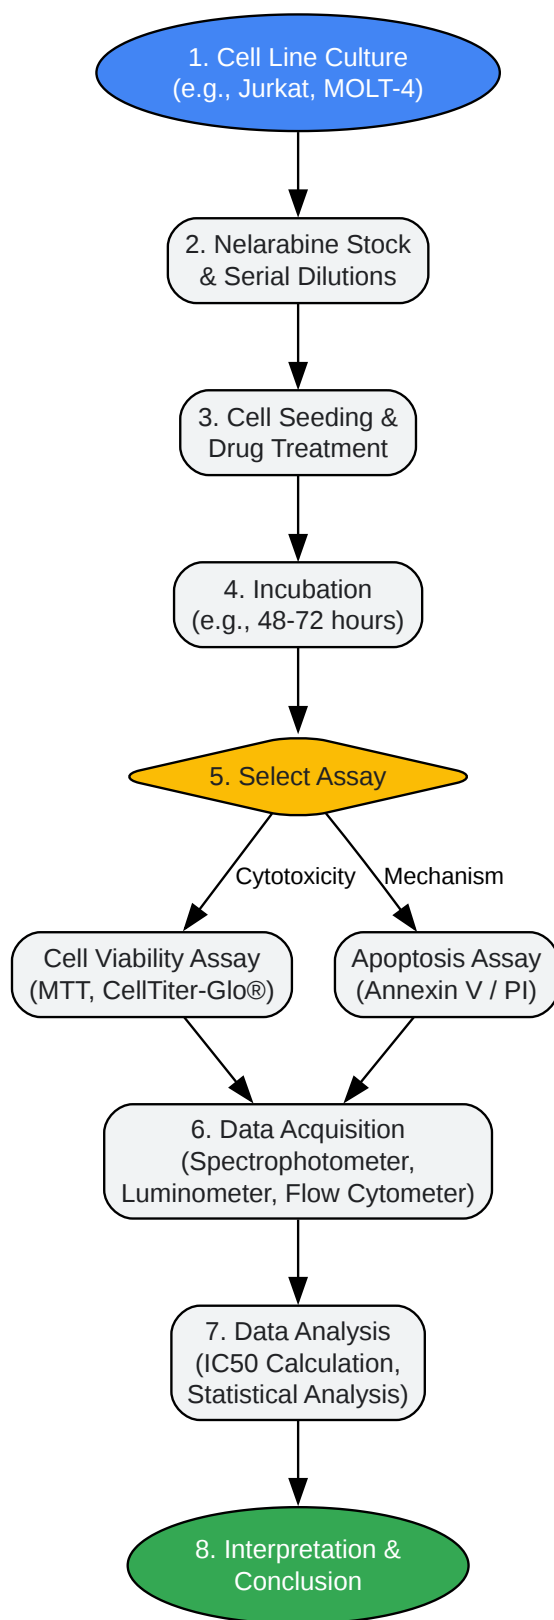 1. Cell Line Culture
(e.g., Jurkat, MOLT-4)
2. Nelarabine Stock
& Serial Dilutions
3. Cell Seeding &
Drug Treatment
4. Incubation
(e.g., 48-72 hours)
5. Select Assay
Cytotoxicity
Mechanism
Cell Viability Assay
(MTT, CellTiter-Glo®)
Apoptosis Assay
(Annexin V / PI)
6. Data Acquisition
(Spectrophotometer,
Luminometer, Flow Cytometer)
7. Data Analysis
(IC50 Calculation,
Statistical Analysis)
8. Interpretation &
Conclusion